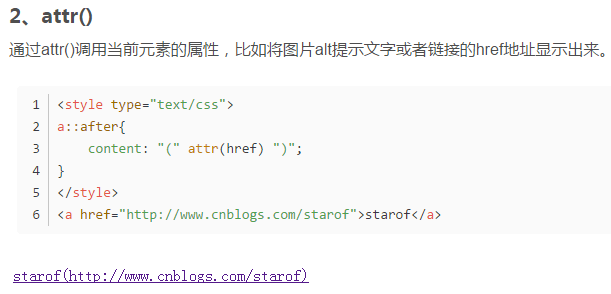 2、attr()
通过attr()调用当前元素的属性，比如将图片alt提示文字或者链接的href地址显示出来。
1 <style type="text/css">
2 a::after{
3     content: "(" attr(href) ")";
4 }
5 </style>
6 <a href="http://www.cnblogs.com/starof">starof</a>
starof(http://www.cnblogs.com/starof)